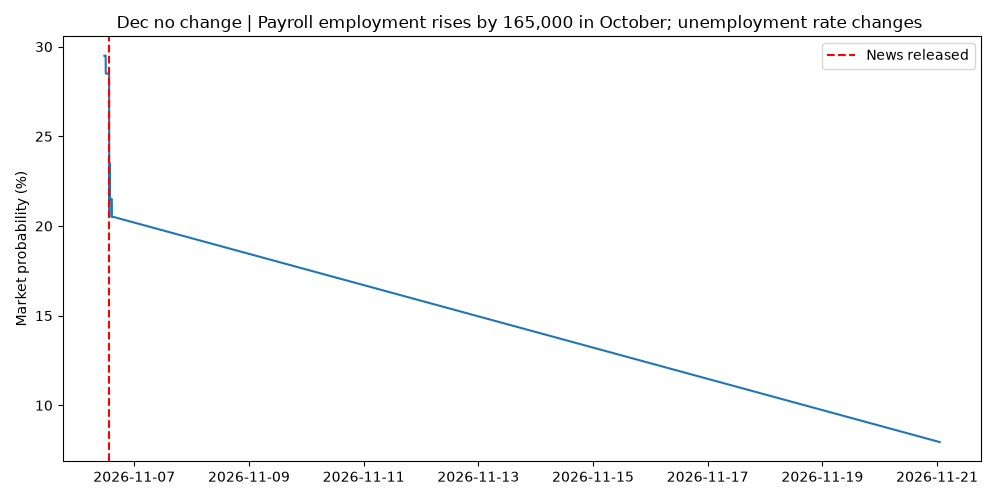 Dec no change | Payroll employment rises by 165,000 in October; unemployment rate changes
News released
Market probability (%)
30
25
20
15
10
2026-11-07 2026-11-09 2026-11-11 2026-11-13 2026-11-15 2026-11-17 2026-11-19 2026-11-21